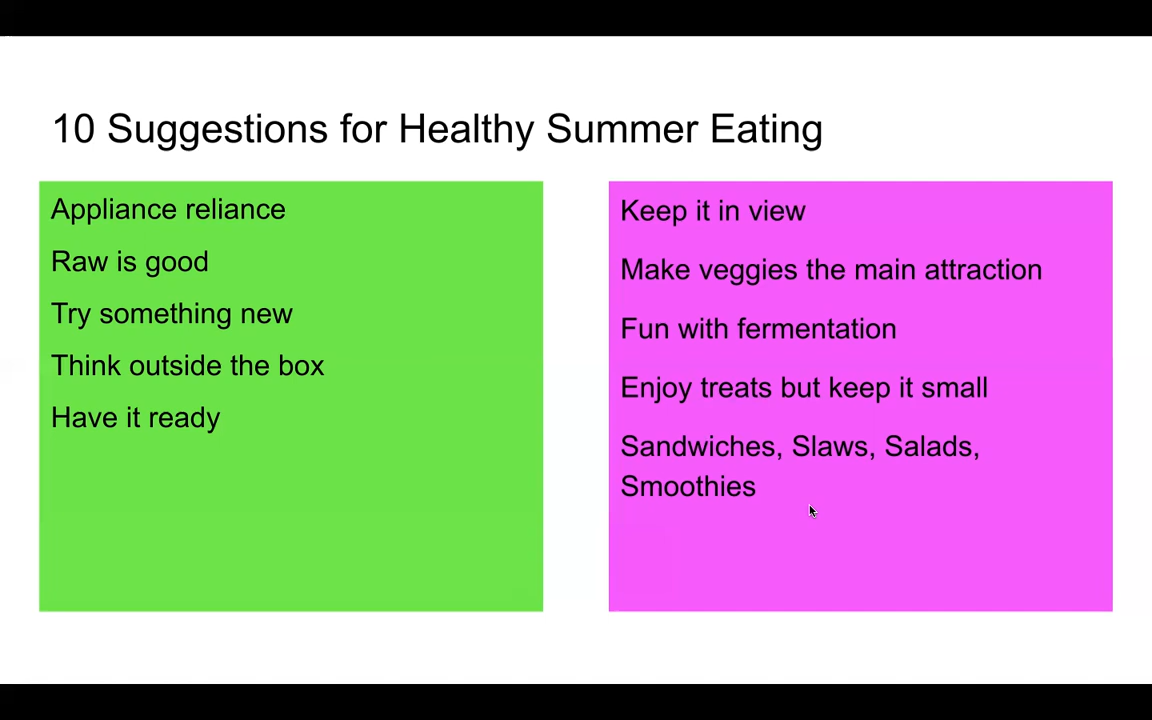 10 Suggestions for Healthy Summer Eating
Appliance reliance
Raw is good
Try something new
Think outside the box
Have it ready
Keep it in view
Make veggies the main attraction
Fun with fermentation
Enjoy treats but keep it small
Sandwiches, Slaws, Salads,
Smoothies